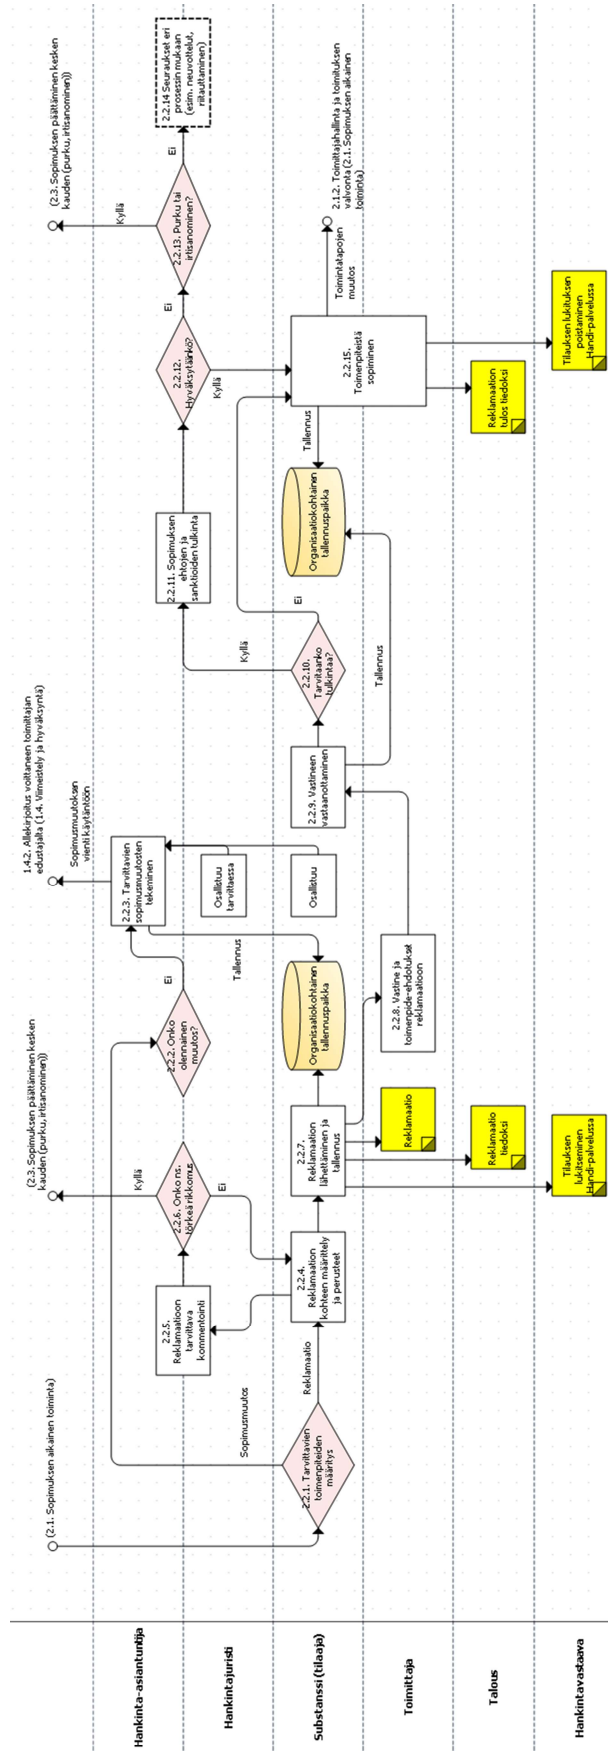 Hankinta-asiantuntija
Hankintajuristi
Substanssi (tilaaja)
Toimittaja
Talous
Hankintavastaava
(2.1. Sopimuksen aikainen toiminta)
2.2.1. Tarvittavien
toimenpiteiden
määritys
Sopimusmuutos
Reklamaatio
2.2.5.
Reklamaatioon
tarvittava
kommentointi
2.2.4.
Reklamaation
kohteen määrittely
ja perusteet
(2.3. Sopimuksen päättäminen kesken
kauden (purku, irtisanominen))
Kyllä
2.2.6. Onko ns.
törkeä rikkomus
Ei
2.2.7.
Reklamaation
lähettäminen ja
tallennus
Reklamaatio
Reklamaatio
tiedoksi
Tilauksen
lukitseminen
Handi-palvelussa
2.2.2. Onko
olennainen
muutos?
Ei
Tallennus
Organisaatiokohtainen
tallennuspaikka
2.2.8. Vastine ja
toimenpide-ehdotukset
reklamaatioon
1.4.2. Allekirjoitus voittaneen toimittajan
edustajalta (1.4. Viimeistely ja hyväksyntä)
Sopimusmuutoksen
vienti käytäntöön
2.2.3. Tarvittavien
sopimusmuutosten
tekeminen
Osallistuu
tarvittaessa
Osallistuu
2.2.9. Vastineen
vastaanottaminen
Tallennus
2.2.10.
Tarvitaanko
tulkintaa?
Kyllä
Ei
2.2.11. Sopimuksen
ehtojen ja
sanktioiden tulkinta
Organisaatiokohtainen
tallennuspaikka
Tallennus
2.2.12.
Hyväksytäänkö?
Kyllä
Ei
2.2.15.
Toimenpiteistä
sopiminen
Reklamaation
tulos tiedoksi
Tilauksen lukituksen
poistaminen
Handi-palvelussa
Toimintatapojen
muutos
2.1.2. Toimittajahallinta ja toimituksen
valvonta (2.1. Sopimuksen aikainen
toiminta)
(2.3. Sopimuksen päättäminen kesken
kauden (purku, irtisanominen))
Kyllä
2.2.13. Purku tai
irtisanominen?
Ei
2.2.14 Seuraukset eri
prosessin mukaan
(esim. neuvottelut,
riitauttaminen)